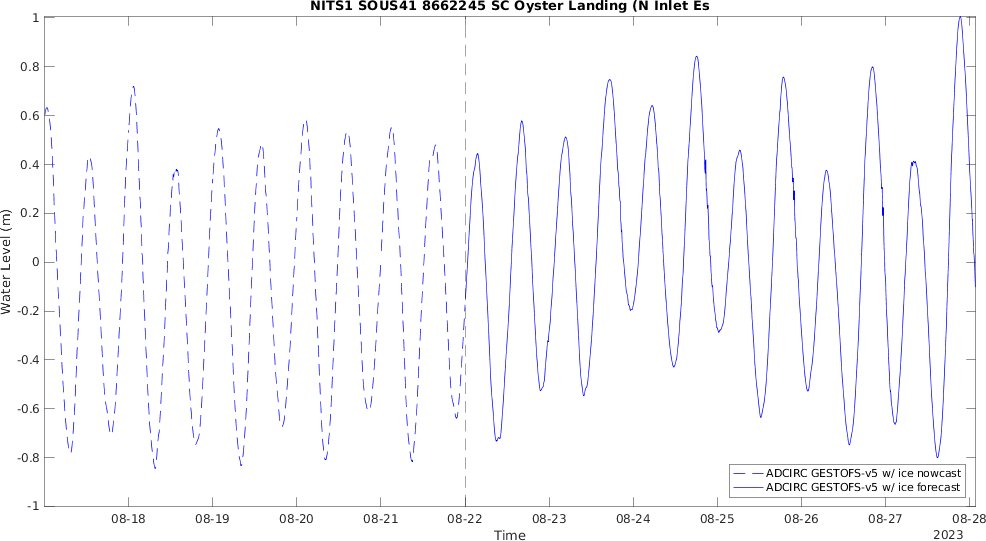 NITS1 SOUS41 8662245 SC Oyster Landing (N Inlet Es
1
0.8
0.6
0.4
0.2
0
-0.2
-0.4
-0.6
-0.8
-1
Water Level (m)
ADCIRC GESTOFS-v5 w/ ice nowcast
ADCIRC GESTOFS-v5 w/ ice forecast
08-18 08-19 08-20 08-21 08-22 08-23 08-24 08-25 08-26 08-27 08-28
Time
2023